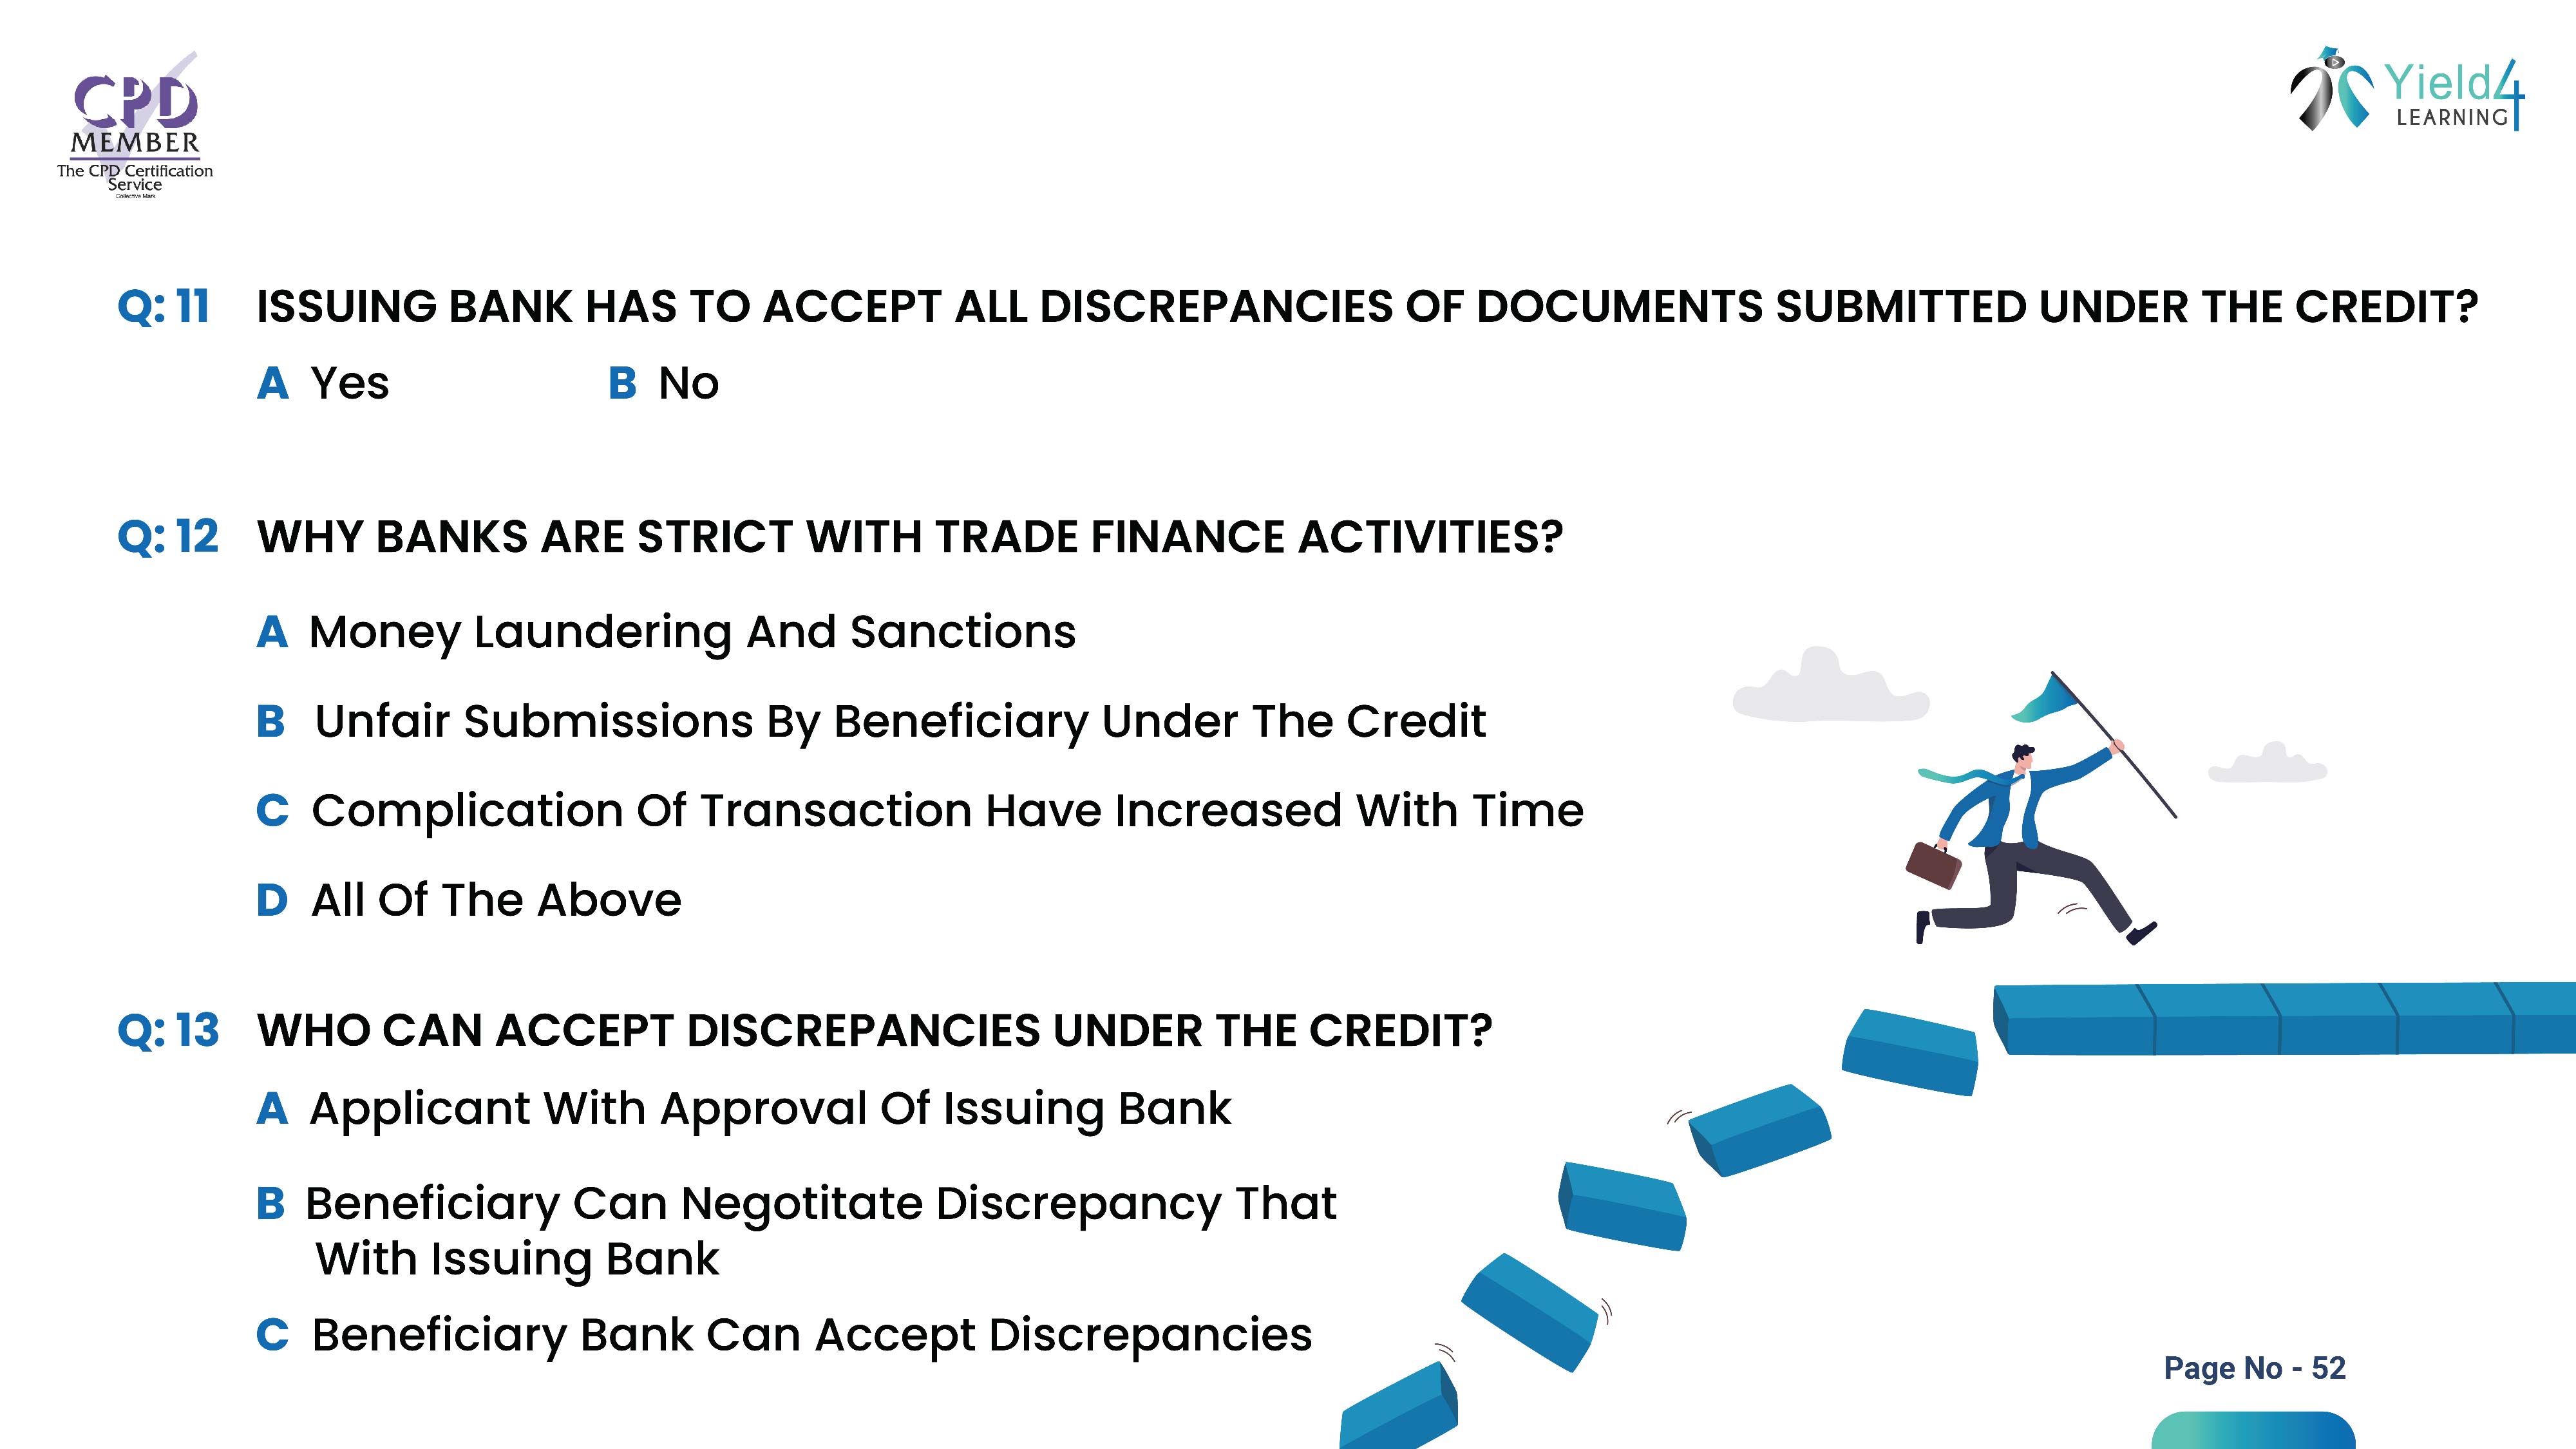 CPD
MEMBER
The CPD Certification
Service
Collective Mark
Yield4
LEARNING
Q: 11 ISSUING BANK HAS TO ACCEPT ALL DISCREPANCIES OF DOCUMENTS SUBMITTED UNDER THE CREDIT?
A Yes B No
Q: 12 WHY BANKS ARE STRICT WITH TRADE FINANCE ACTIVITIES?
A Money Laundering And Sanctions
B Unfair Submissions By Beneficiary Under The Credit
C Complication Of Transaction Have Increased With Time
D All Of The Above
Q: 13 WHO CAN ACCEPT DISCREPANCIES UNDER THE CREDIT?
A Applicant With Approval Of Issuing Bank
B Beneficiary Can Negotitate Discrepancy That
With Issuing Bank
C Beneficiary Bank Can Accept Discrepancies
Page No - 52